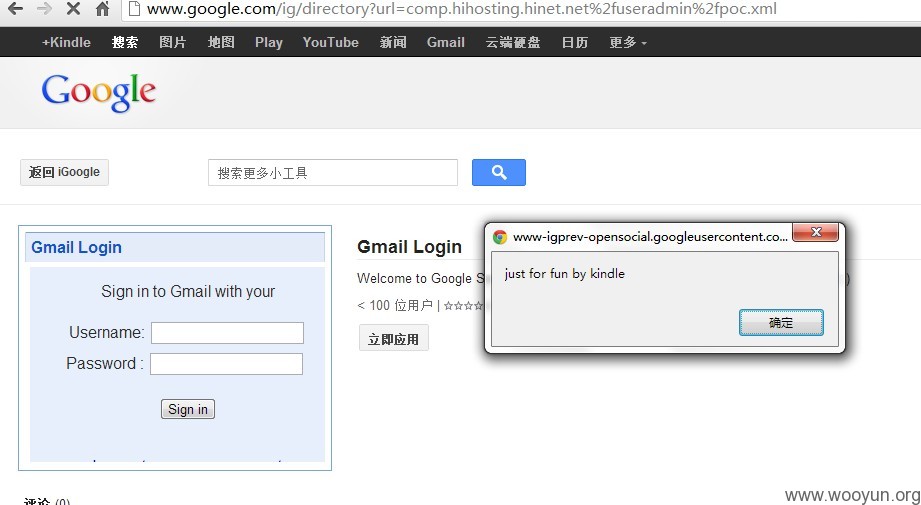 www.google.com/ig/directory?url=comp.hihosting.hinet.net%2fuseradmin%2fpoc.xml
+Kindle 搜索 图片 地图 Play YouTube 新闻 Gmail 云端硬盘 日历 更多
Google
返回 iGoogle
搜索更多小工具
Gmail Login
Sign in to Gmail with your
Username:
Password :
Sign in
Gmail Login
Welcome to Google
< 100 位用户 |
立即应用
www-igprev-opensocial.googleusercontent.co...
just for fun by kindle
确定
评论 (0)
www.wooyun.org